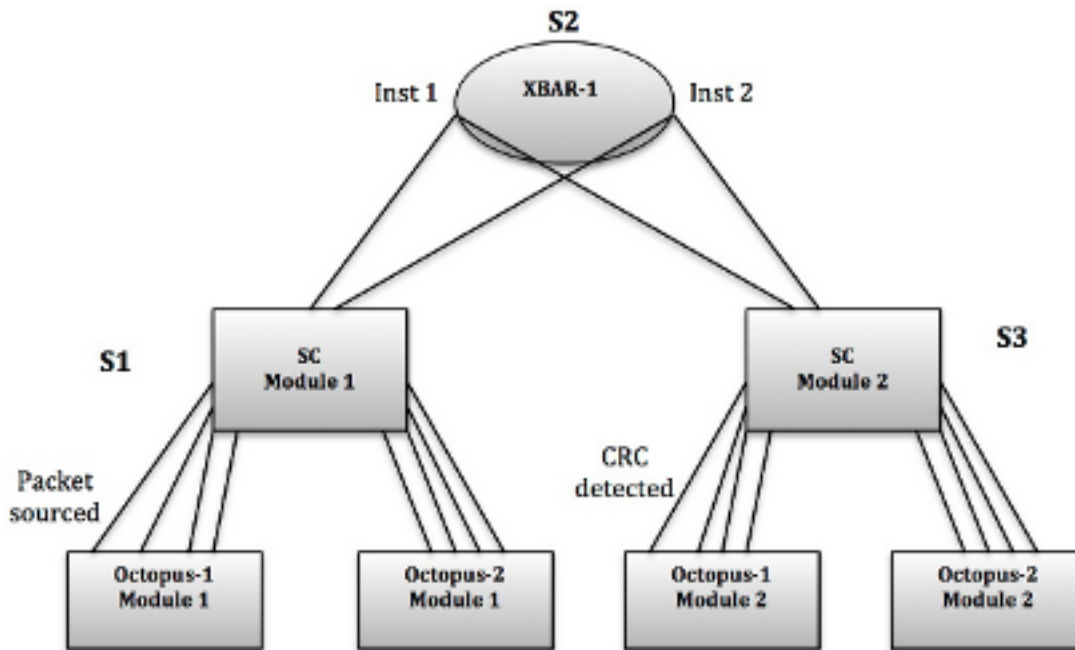 S2
Inst 1
XBAR-1
Inst 2
S1
SC
Module 1
SC
Module 2
S3
Packet
sourced
CRC
detected
Octopus-1
Module 1
Octopus-2
Module 1
Octopus-1
Module 2
Octopus-2
Module 2